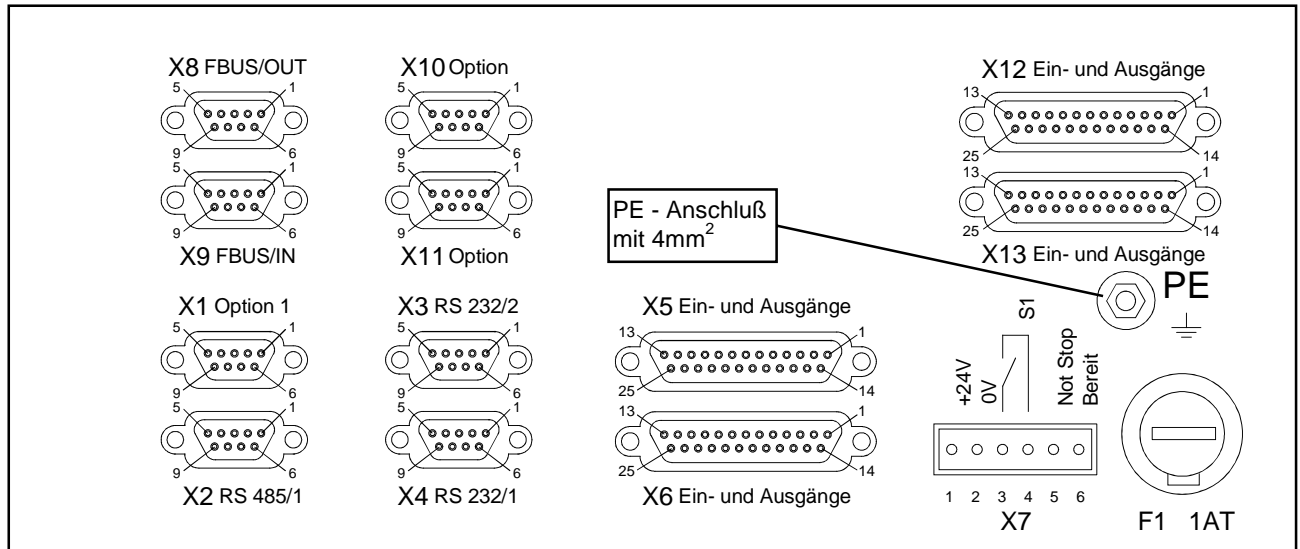 X8 FBUS/OUT
5 1
9 6
5 1
9 6
X9 FBUS/IN
X10 Option
5 1
9 6
5 1
9 6
X11 Option
X12 Ein- und Ausgänge
13 1
25 14
13 1
25 14
X13 Ein- und Ausgänge
PE - Anschluß
mit 4mm²
PE
X1 Option 1
5 1
9 6
5 1
9 6
X2 RS 485/1
X3 RS 232/2
5 1
9 6
5 1
9 6
X4 RS 232/1
X5 Ein- und Ausgänge
13 1
25 14
13 1
25 14
X6 Ein- und Ausgänge
+24V
0V
S1
Not Stop
Bereit
1 2 3 4 5 6
X7
F1 1AT